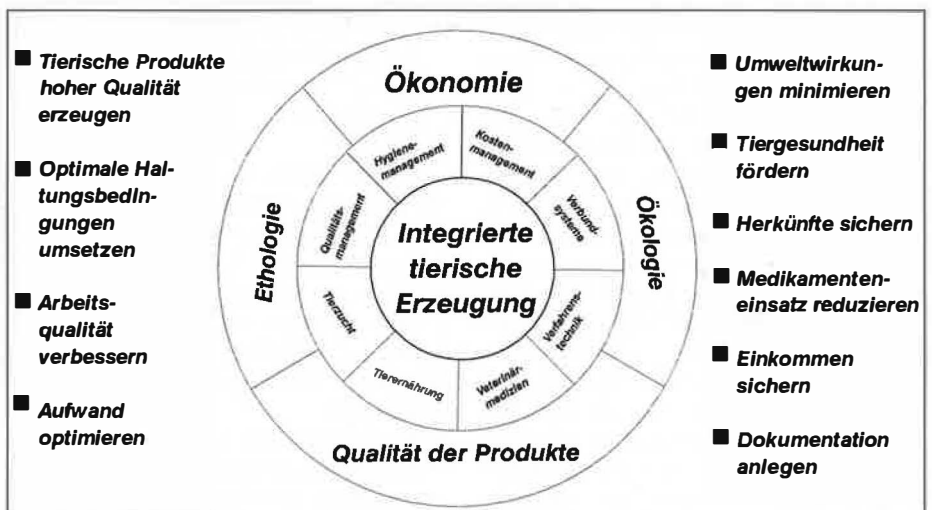 ■ Tierische Produkte
hoher Qualität
erzeugen
■ Optimale Hal-
tungsbedin-
gungen
umsetzen
■ Arbeits-
qualität
verbessern
■ Aufwand
optimieren
Ökonomie
Ethologie
Ökologie
Qualität der Produkte
Hygiene-
management
Kosten-
management
Verbund-
systeme
Verfahrens-
technik
Veterinär-
medizien
Tierernährung
Tierzucht
Qualitäts-
management
Integrierte
tierische
Erzeugung
■ Umweltwirkun-
gen minimieren
■ Tiergesundheit
fördern
■ Herkünfte sichern
■ Medikamenten-
einsatz reduzieren
■ Einkommen
sichern
■ Dokumentation
anlegen